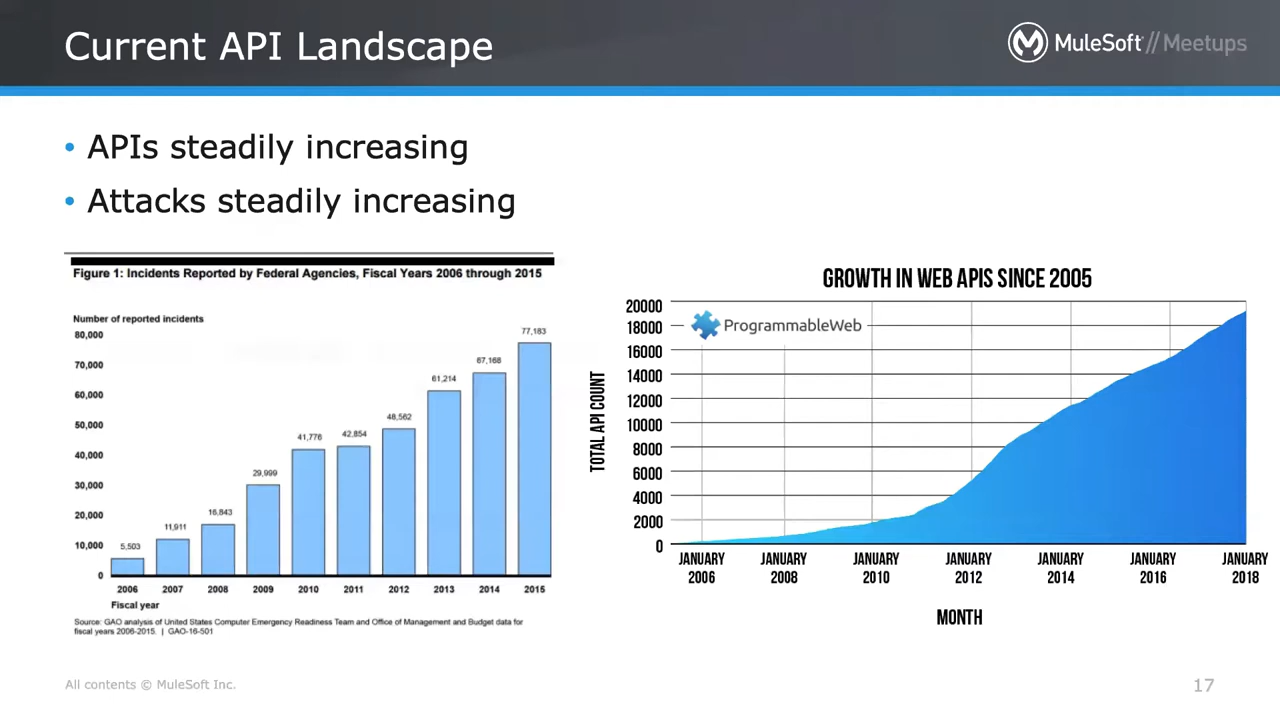 Current API Landscape
MuleSoft // Meetups
• APIs steadily increasing
• Attacks steadily increasing
Figure 1: Incidents Reported by Federal Agencies, Fiscal Years 2006 through 2015
Number of reported incidents
80,000
70,000
60,000
50,000
40,000
30,000
20,000
10,000
0
5,503
11,911
16,843
29,999
41,776
42,854
48,562
61,214
67,168
77,183
2006 2007 2008 2009 2010 2011 2012 2013 2014 2015
Fiscal year
Source: GAO analysis of United States Computer Emergency Readiness Team and Office of Management and Budget data for
fiscal years 2006-2015. | GAO-16-501
GROWTH IN WEB APIS SINCE 2005
ProgrammableWeb
TOTAL API COUNT
20000
18000
16000
14000
12000
10000
8000
6000
4000
2000
0
JANUARY JANUARY JANUARY JANUARY JANUARY JANUARY JANUARY
2006 2008 2010 2012 2014 2016 2018
MONTH
All contents © MuleSoft Inc.
17